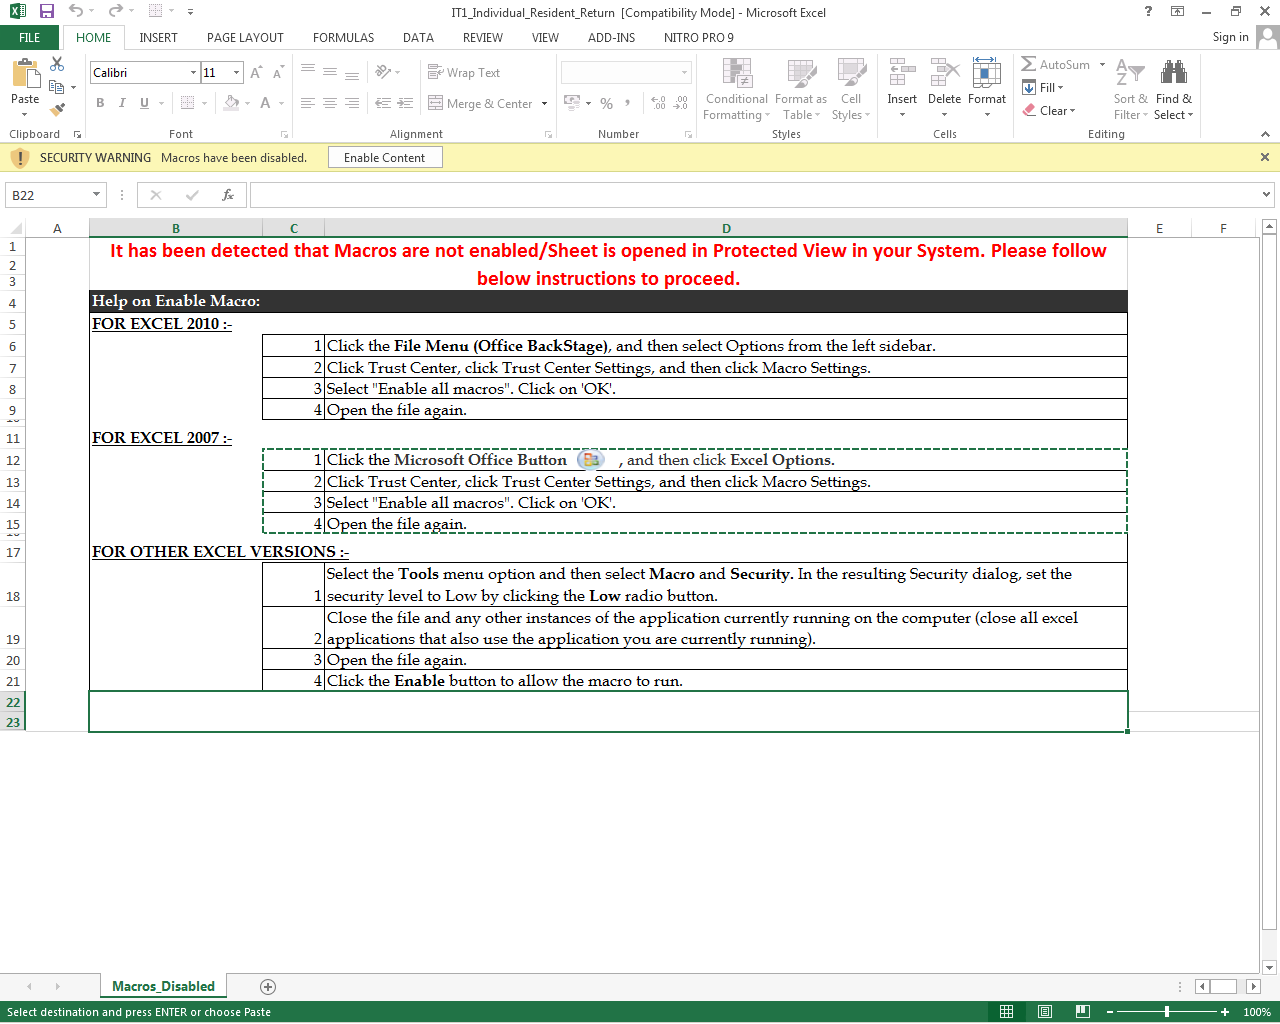 IT1_Individual_Resident_Return [Compatibility Mode] - Microsoft Excel
FILE HOME INSERT PAGE LAYOUT FORMULAS DATA REVIEW VIEW ADD-INS NITRO PRO 9 Sign in
Calibri 11 Wrap Text AutoSum
Paste Merge & Center Conditional Formatting Format as Table Cell Styles Insert Delete Format Fill Sort & Filter Find & Select
Clear
Clipboard Font Alignment Number Styles Cells Editing
SECURITY WARNING Macros have been disabled. Enable Content
B22 fx
A B C D E F
1 It has been detected that Macros are not enabled/Sheet is opened in Protected View in your System. Please follow
2
3 below instructions to proceed.
4 Help on Enable Macro:
5 FOR EXCEL 2010 :-
6 1 Click the File Menu (Office BackStage), and then select Options from the left sidebar.
7 2 Click Trust Center, click Trust Center Settings, and then click Macro Settings.
8 3 Select "Enable all macros". Click on 'OK'.
9 4 Open the file again.
11 FOR EXCEL 2007 :-
12 1 Click the Microsoft Office Button , and then click Excel Options.
13 2 Click Trust Center, click Trust Center Settings, and then click Macro Settings.
14 3 Select "Enable all macros". Click on 'OK'.
15 4 Open the file again.
17 FOR OTHER EXCEL VERSIONS :-
Select the Tools menu option and then select Macro and Security. In the resulting Security dialog, set the
18 1 security level to Low by clicking the Low radio button.
Close the file and any other instances of the application currently running on the computer (close all excel
19 2 applications that also use the application you are currently running).
20 3 Open the file again.
21 4 Click the Enable button to allow the macro to run.
22
23
Macros_Disabled
Select destination and press ENTER or choose Paste 100%